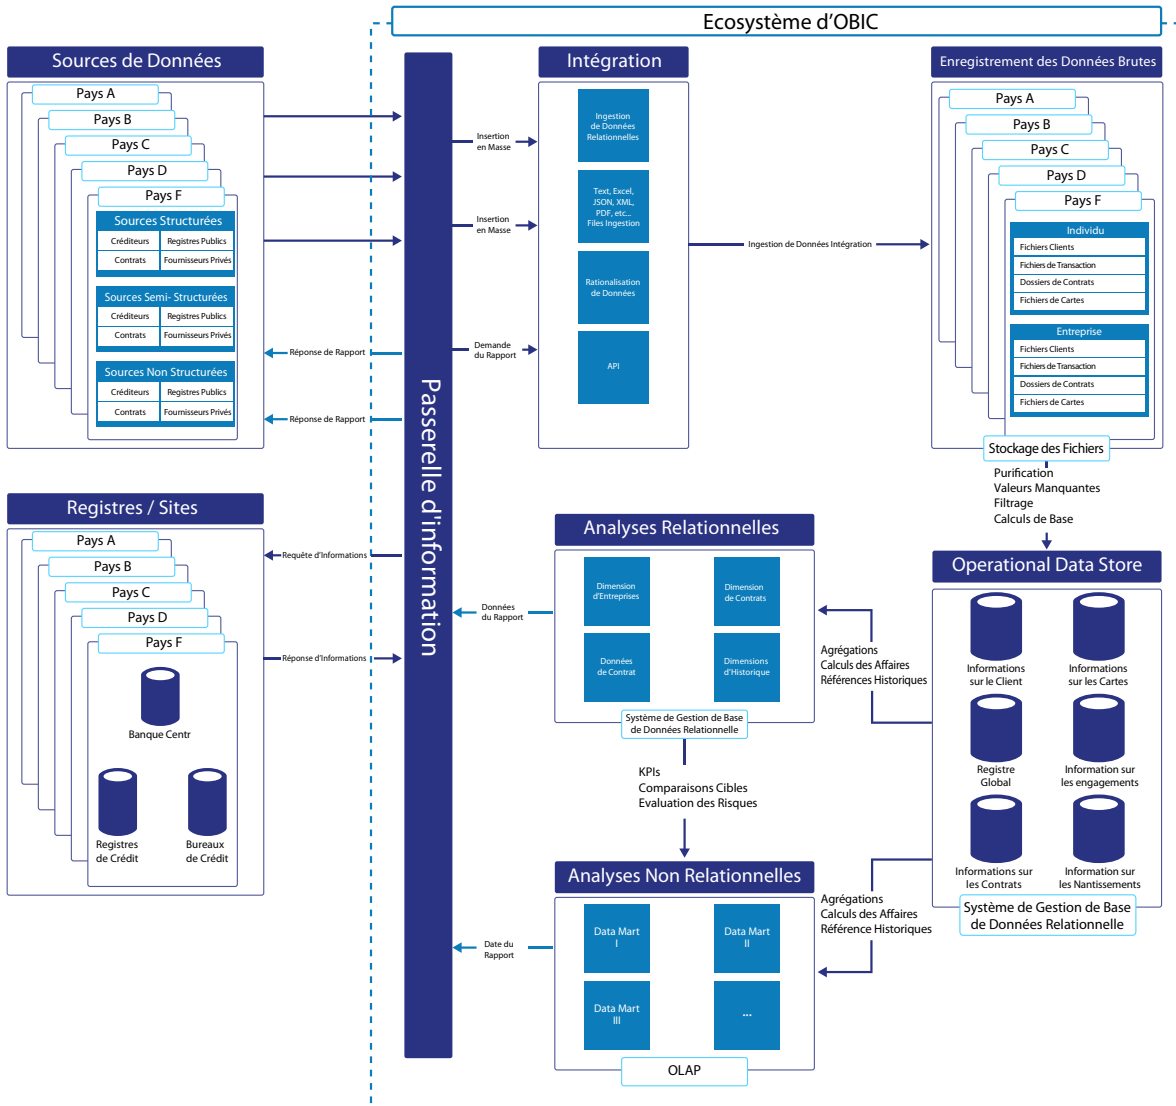 Ecosystème d'OBIC
Sources de Données
Pays A
Pays B
Pays C
Pays D
Pays F
Sources Structurées
Créditeurs
Registres Publics
Contrats
Fournisseurs Privés
Sources Semi- Structurées
Créditeurs
Registres Publics
Contrats
Fournisseurs Privés
Sources Non Structurées
Créditeurs
Registres Publics
Contrats
Fournisseurs Privés
Réponse de Rapport
Réponse de Rapport
Registres / Sites
Pays A
Pays B
Pays C
Pays D
Pays F
Banque Centr
Registres
de Crédit
Bureaux
de Crédit
Requête d'Informations
Réponse d'Informations
Passerelle d'information
Insertion
en Masse
Insertion
en Masse
Demande
du Rapport
Intégration
Ingestion
de Données
Relationnelles
Text, Excel,
JSON, XML,
PDF, etc...
Files Ingestion
Rationalisation
de Données
API
Ingestion de Données Intégration
Enregistrement des Données Brutes
Pays A
Pays B
Pays C
Pays D
Pays F
Individu
Fichiers Clients
Fichiers de Transaction
Dossiers de Contrats
Fichiers de Cartes
Entreprise
Fichiers Clients
Fichiers de Transaction
Dossiers de Contrats
Fichiers de Cartes
Stockage des Fichiers
Purification
Valeurs Manquantes
Filtrage
Calculs de Base
Operational Data Store
Informations
sur le Client
Informations
sur les Cartes
Registre
Global
Information sur
les engagements
Informations sur
les Contrats
Information sur
les Nantissements
Système de Gestion de Base
de Données Relationnelle
Agrégations
Calculs des Affaires
Références Historiques
Analyses Relationnelles
Dimension
d'Entreprises
Dimension
de Contrats
Données
de Contrat
Dimensions
d'Historique
Système de Gestion de Base
de Données Relationnelle
Données
du Rapport
KPIs
Comparaisons Cibles
Evaluation des Risques
Agrégations
Calculs des Affaires
Référence Historiques
Analyses Non Relationnelles
Data Mart
I
Data Mart
II
Data Mart
III
...
OLAP
Date du
Rapport